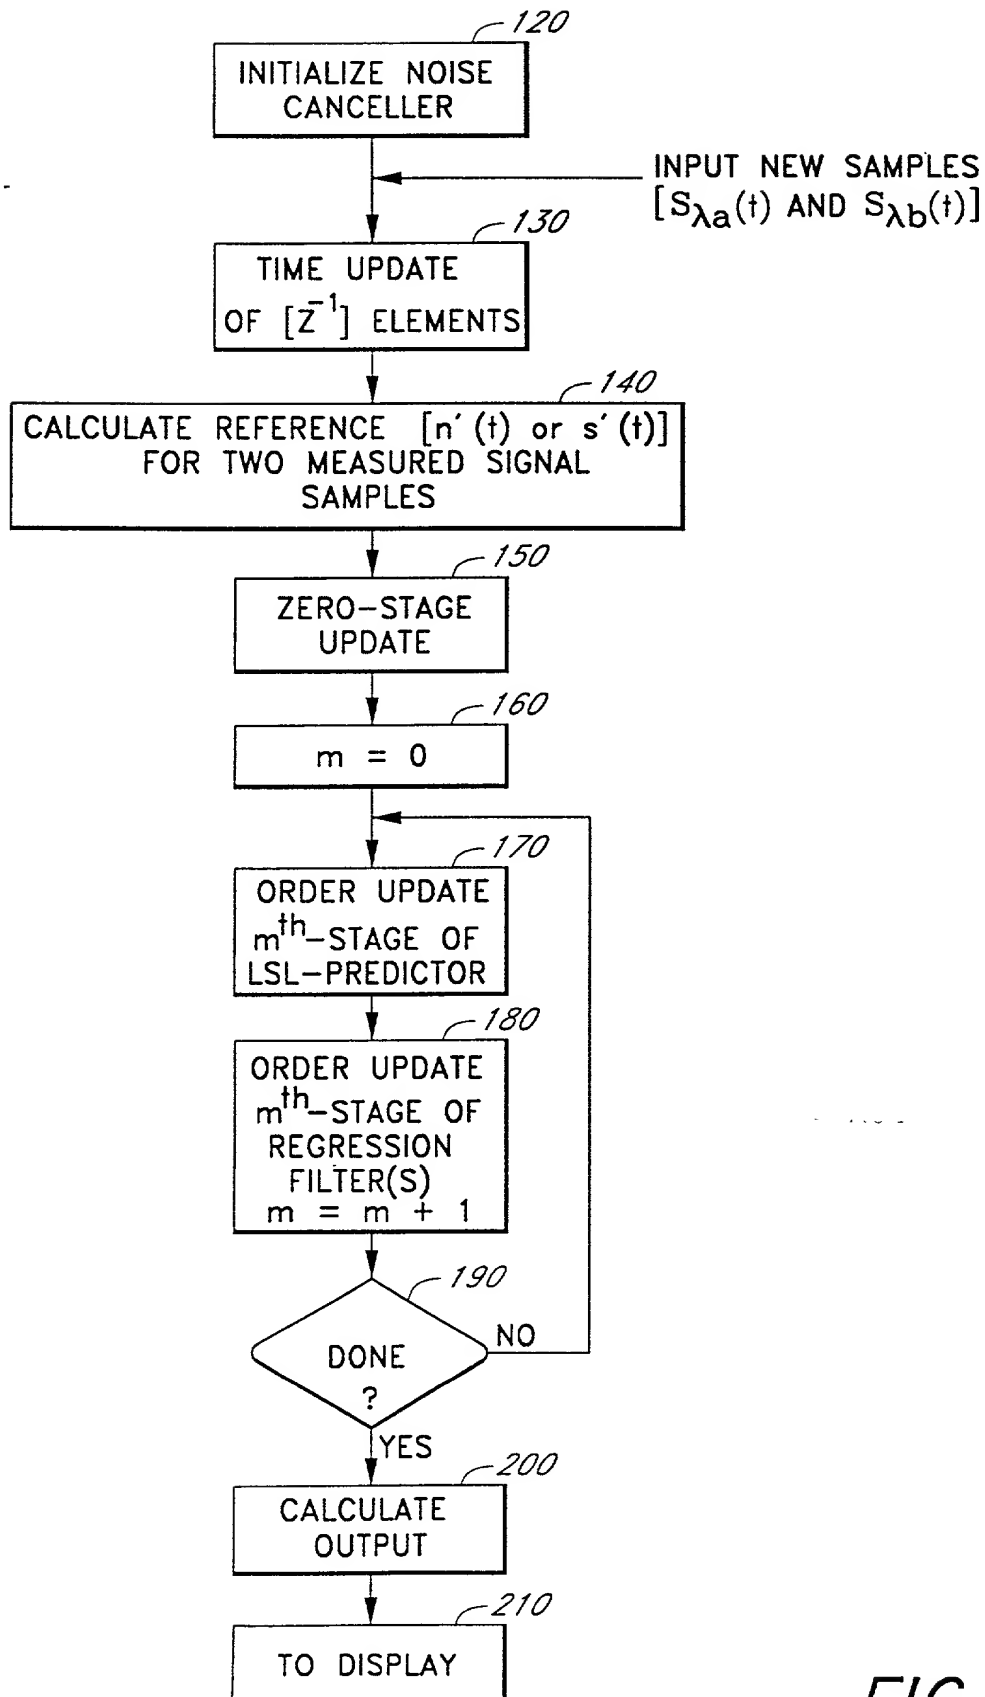 120
INITIALIZE NOISE
CANCELLER
INPUT NEW SAMPLES
[Sλa(t) AND Sλb(t)]
130
TIME UPDATE
OF [Z⁻¹] ELEMENTS
140
CALCULATE REFERENCE [n′(t) or s′(t)]
FOR TWO MEASURED SIGNAL
SAMPLES
150
ZERO-STAGE
UPDATE
160
m = 0
170
ORDER UPDATE
mth-STAGE OF
LSL-PREDICTOR
180
ORDER UPDATE
mth-STAGE OF
REGRESSION
FILTER(S)
m = m + 1
190
DONE
?
NO
YES
200
CALCULATE
OUTPUT
210
TO DISPLAY
FIG